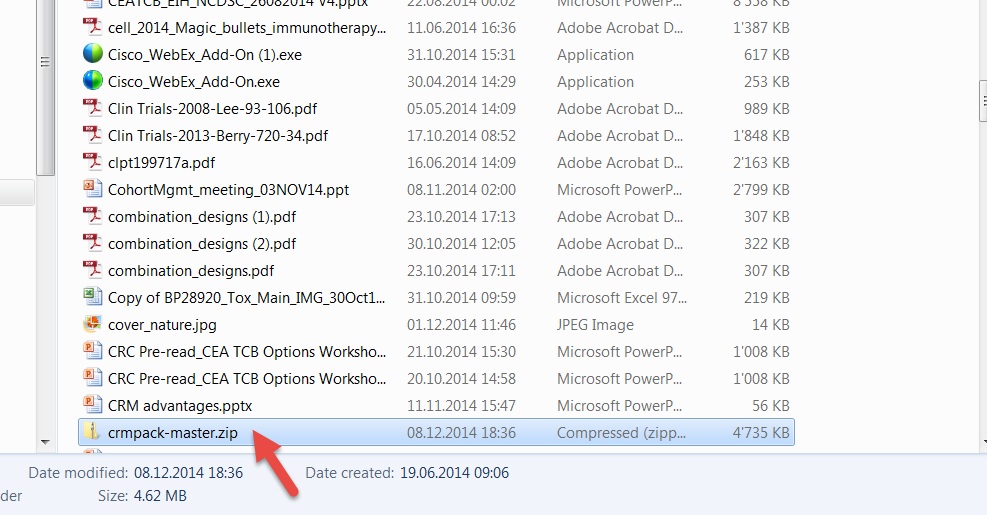 CEATCB_EIH_NCDSC_26082014 V4.pptx 22.08.2014 00:02 Microsoft PowerP... 8'558 KB
cell_2014_Magic_bullets_immunotherapy... 11.06.2014 16:36 Adobe Acrobat D... 1'387 KB
Cisco_WebEx_Add-On (1).exe 31.10.2014 15:31 Application 617 KB
Cisco_WebEx_Add-On.exe 30.04.2014 14:29 Application 253 KB
Clin Trials-2008-Lee-93-106.pdf 05.05.2014 14:09 Adobe Acrobat D... 989 KB
Clin Trials-2013-Berry-720-34.pdf 17.10.2014 08:52 Adobe Acrobat D... 1'848 KB
clpt199717a.pdf 16.06.2014 14:09 Adobe Acrobat D... 2'163 KB
CohortMgmt_meeting_03NOV14.ppt 08.11.2014 02:00 Microsoft PowerP... 2'799 KB
combination_designs (1).pdf 23.10.2014 17:13 Adobe Acrobat D... 307 KB
combination_designs (2).pdf 30.10.2014 12:05 Adobe Acrobat D... 322 KB
combination_designs.pdf 23.10.2014 17:11 Adobe Acrobat D... 307 KB
Copy of BP28920_Tox_Main_IMG_30Oct1... 31.10.2014 09:59 Microsoft Excel 97... 219 KB
cover_nature.jpg 01.12.2014 11:46 JPEG Image 14 KB
CRC Pre-read_CEA TCB Options Worksho... 21.10.2014 15:30 Microsoft PowerP... 1'008 KB
CRC Pre-read_CEA TCB Options Worksho... 20.10.2014 14:58 Microsoft PowerP... 1'008 KB
CRM advantages.pptx 11.11.2014 15:47 Microsoft PowerP... 56 KB
crmpack-master.zip 08.12.2014 18:36 Compressed (zipp... 4'735 KB
Date modified: 08.12.2014 18:36 Date created: 19.06.2014 09:06
der Size: 4.62 MB